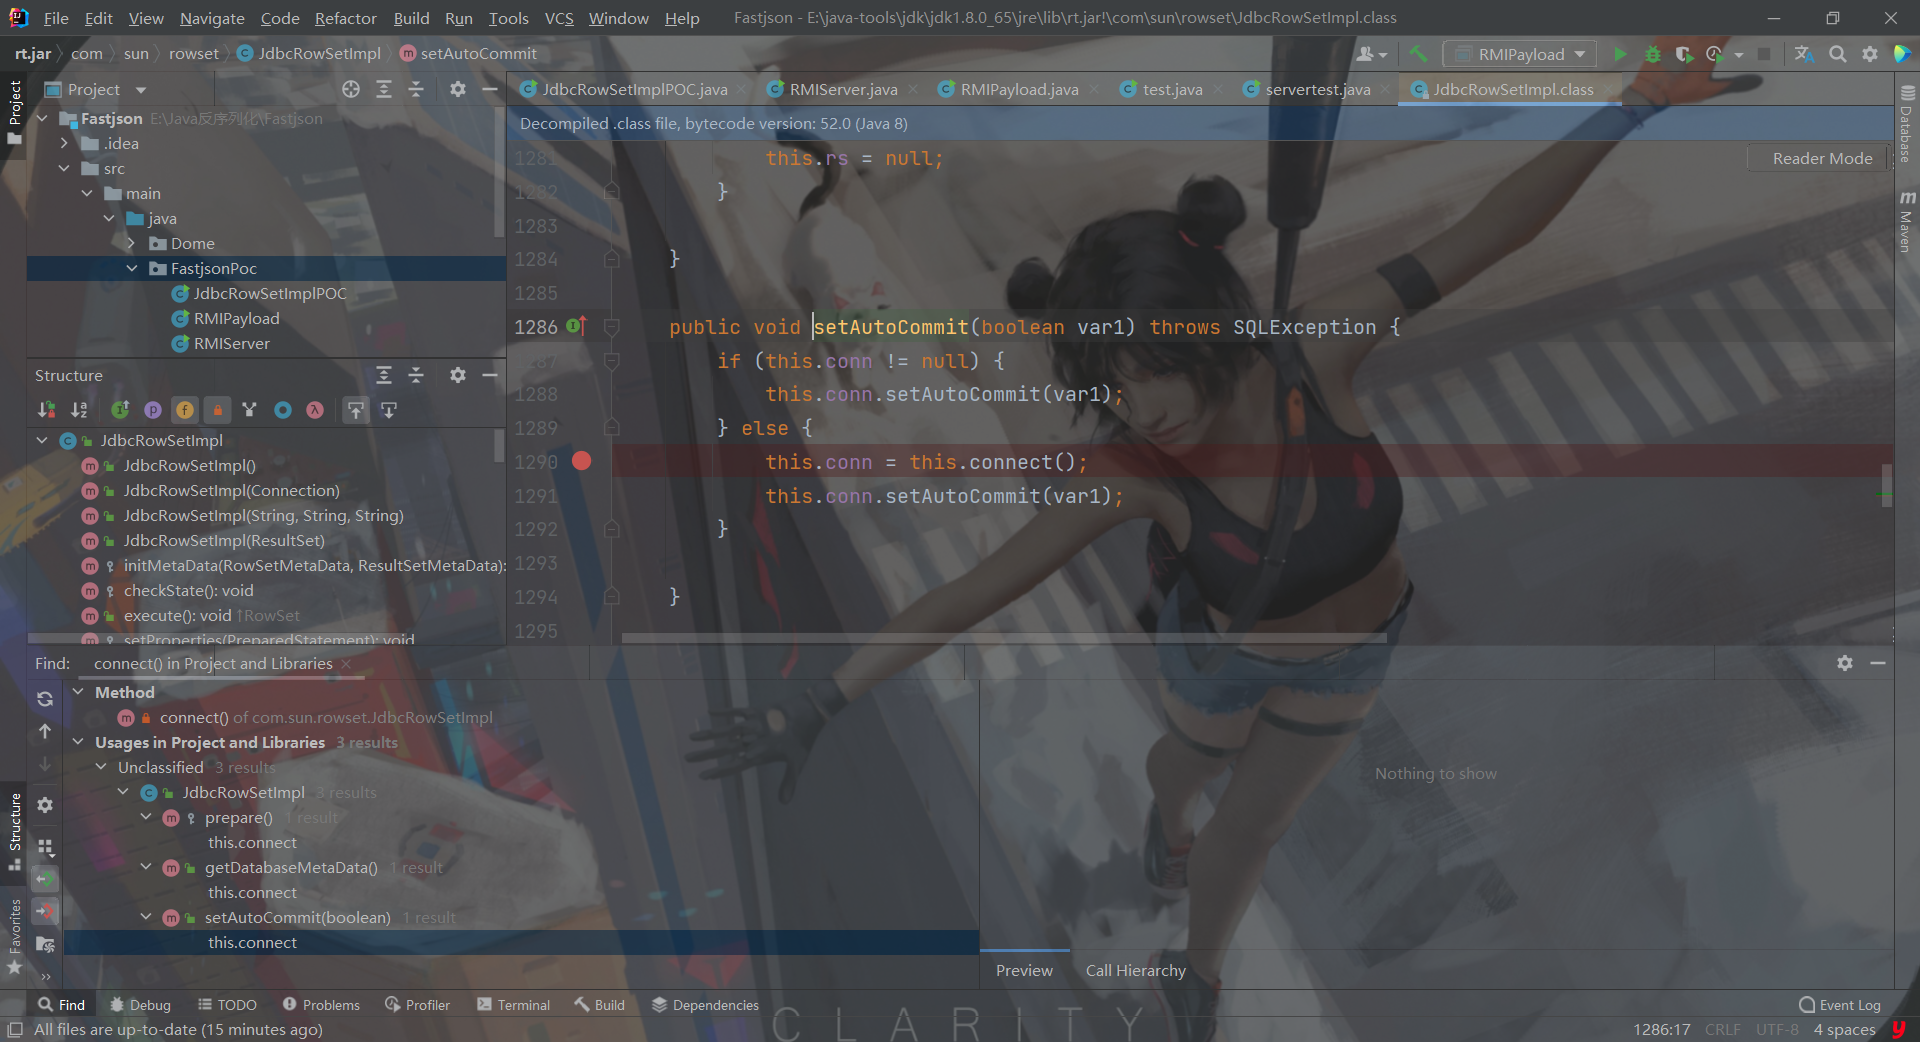 File Edit View Navigate Code Refactor Build Run Tools VCS Window Help Fastjson - E:\java-tools\jdk\jdk1.8.0_65\jre\lib\rt.jar!\com\sun\rowset\JdbcRowSetImpl.class
rt.jar com sun rowset JdbcRowSetImpl setAutoCommit RMIPayload
Project
Project
JdbcRowSetImplPOC.java RMIServer.java RMIPayload.java test.java servertest.java JdbcRowSetImpl.class
Fastjson E:\Java反序列化\Fastjson
Decompiled .class file, bytecode version: 52.0 (Java 8)
.idea
src
main
java
Dome
FastjsonPoc
JdbcRowSetImplPOC
RMIPayload
RMIServer
Reader Mode
Database
Maven
1281 this.rs = null;
1282 }
1283
1284 }
1285
1286 public void setAutoCommit(boolean var1) throws SQLException {
1287 if (this.conn != null) {
1288 this.conn.setAutoCommit(var1);
1289 } else {
1290 this.conn = this.connect();
1291 this.conn.setAutoCommit(var1);
1292 }
1293
1294 }
1295
Structure
JdbcRowSetImpl
JdbcRowSetImpl()
JdbcRowSetImpl(Connection)
JdbcRowSetImpl(String, String, String)
JdbcRowSetImpl(ResultSet)
initMetaData(RowSetMetaData, ResultSetMetaData):
checkState(): void
execute(): void ↑RowSet
setProperties(PreparedStatement): void
Find: connect() in Project and Libraries
Method
connect() of com.sun.rowset.JdbcRowSetImpl
Usages in Project and Libraries 3 results
Unclassified 3 results
JdbcRowSetImpl 3 results
prepare() 1 result
this.connect
getDatabaseMetaData() 1 result
this.connect
setAutoCommit(boolean) 1 result
this.connect
Nothing to show
Preview Call Hierarchy
Structure
Favorites
Find Debug TODO Problems Profiler Terminal Build Dependencies Event Log
CLARITY
All files are up-to-date (15 minutes ago) 1286:17 CRLF UTF-8 4 spaces